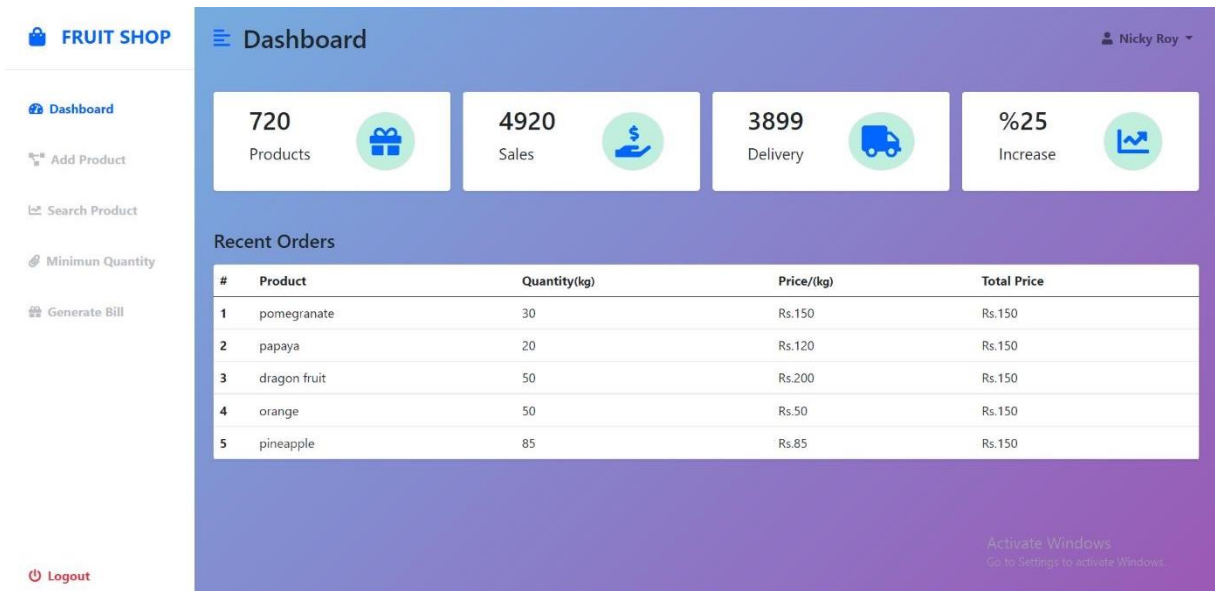 FRUIT SHOP
Dashboard
Nicky Roy
Dashboard
Add Product
Search Product
Minimun Quantity
Generate Bill
Logout
720
Products
4920
Sales
3899
Delivery
%25
Increase
Recent Orders
# Product Quantity(kg) Price/(kg) Total Price
1 pomegranate 30 Rs.150 Rs.150
2 papaya 20 Rs.120 Rs.150
3 dragon fruit 50 Rs.200 Rs.150
4 orange 50 Rs.50 Rs.150
5 pineapple 85 Rs.85 Rs.150
Activate Windows
Go to Settings to activate Windows.